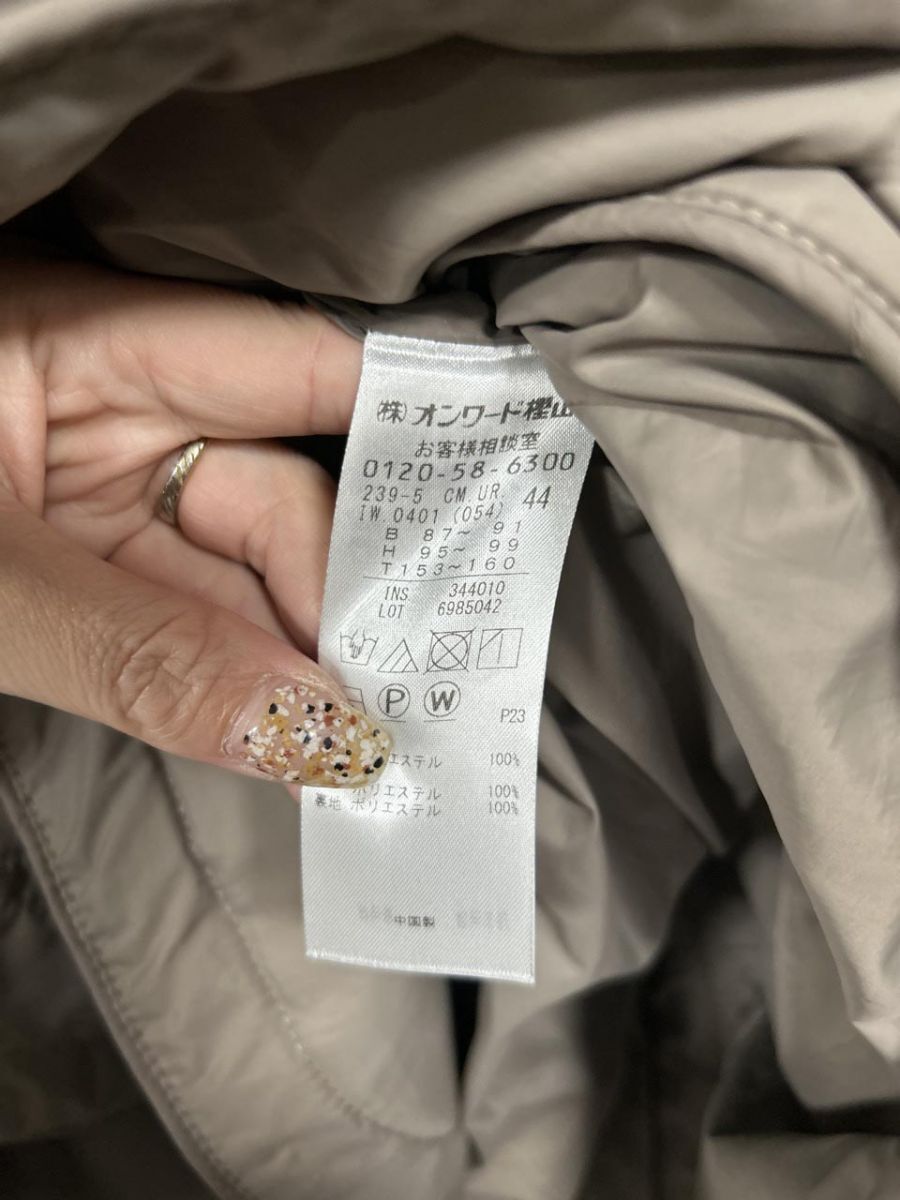 (株)オンワード樫山
お客様相談室
0120-58-6300
239-5 CM UR 44
IW 0401 (054)
B 87~ 91
H 95~ 99
T 153~160
INS 344010
LOT 6985042
P W
P23
エステル 100%
ポリエステル 100%
裏地 ポリエステル 100%
中国製